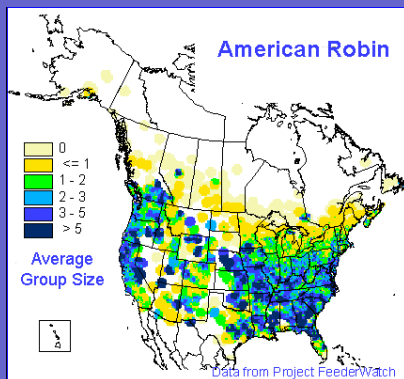 American Robin
0
<= 1
1 - 2
2 - 3
3 - 5
> 5
Average
Group Size
Data from Project FeederWatch